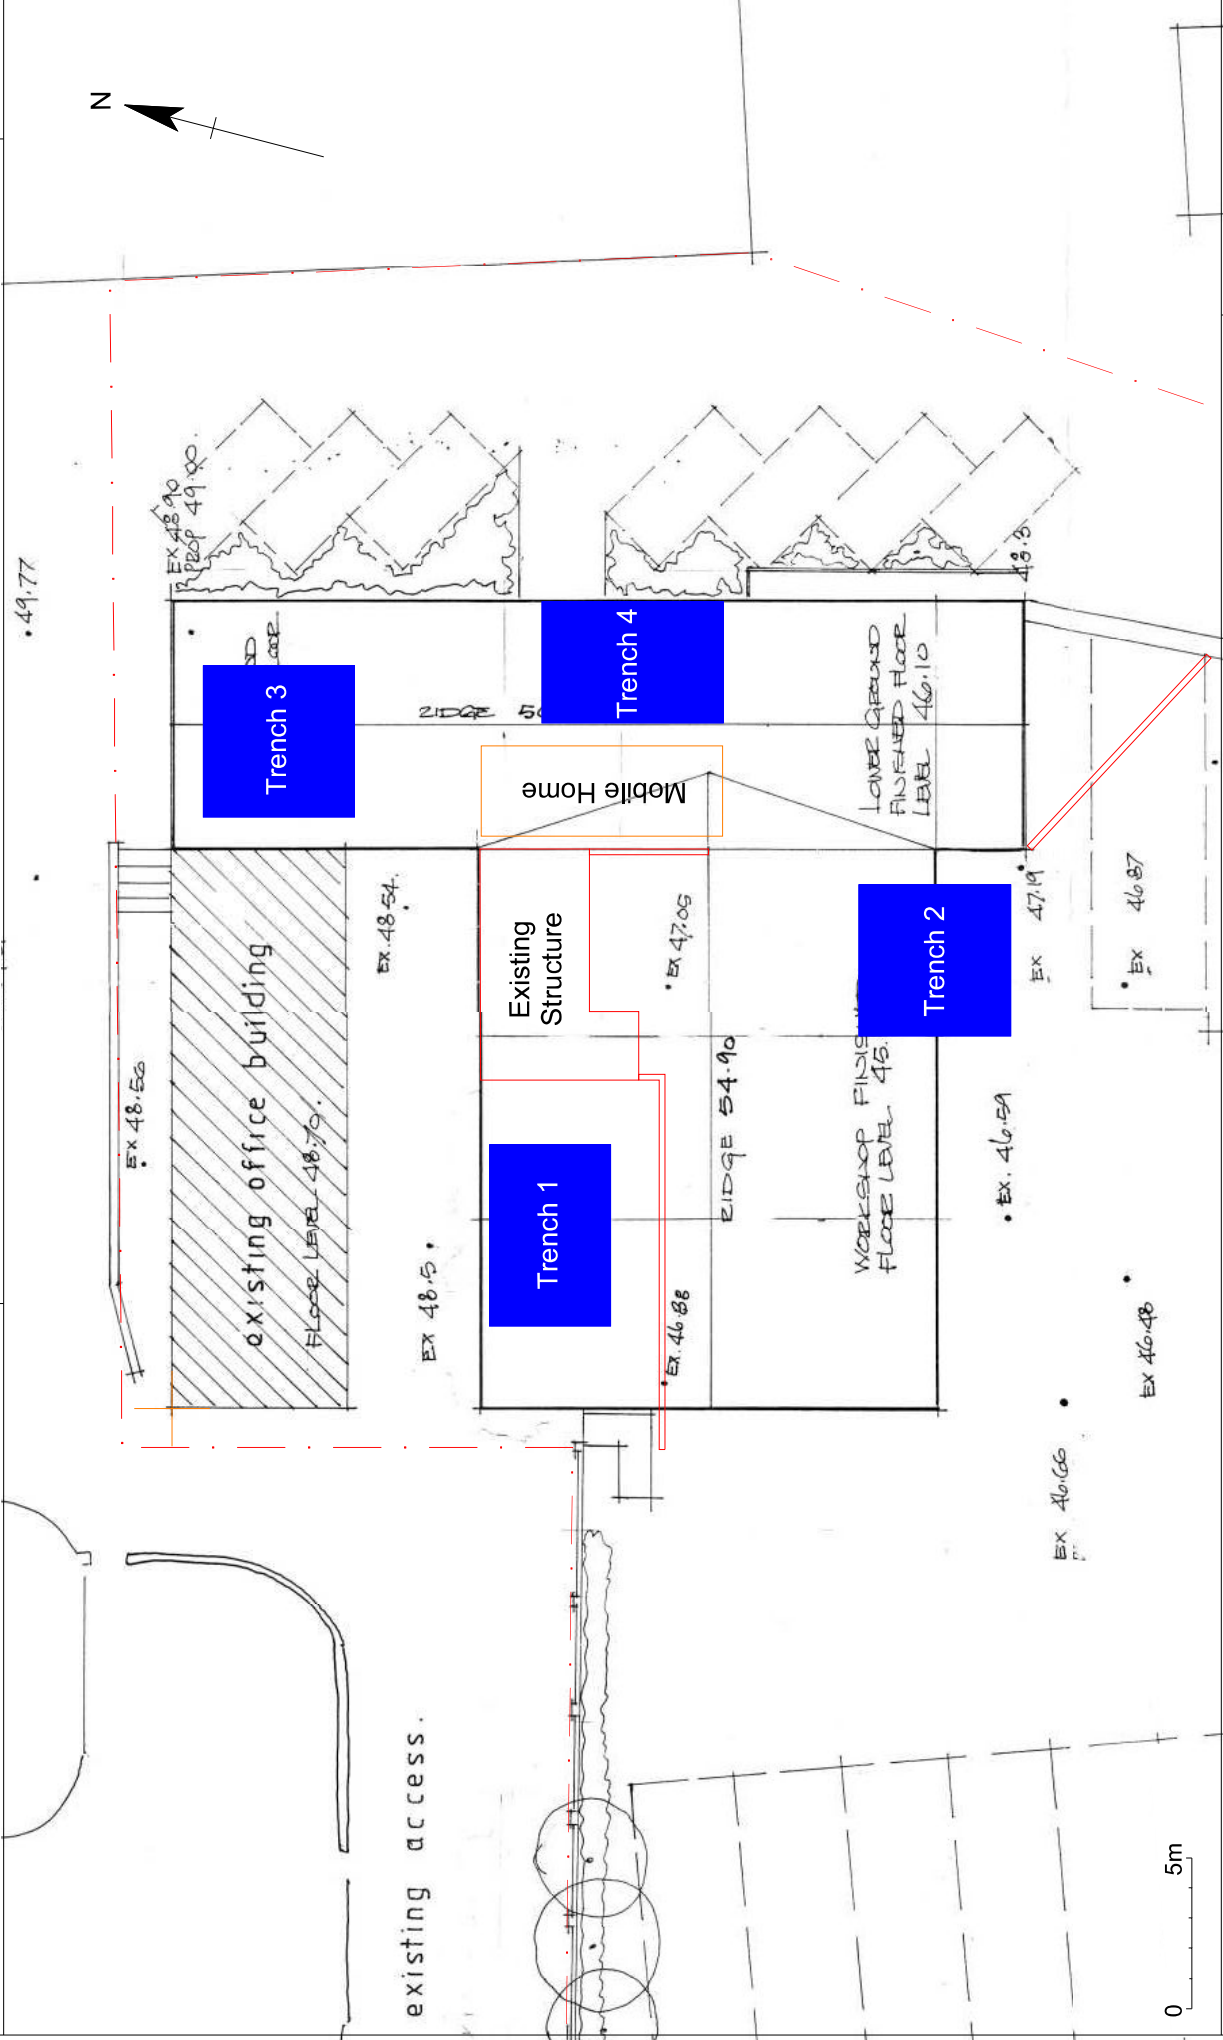 N
49.77
EX 48.90
PROP 49.00.
Trench 3
RIDGE
Trench 4
Mobile Home
LOWER GROUND
FINISHED FLOOR
LEVEL 46.10
existing office building
FLOOR LEVEL 48.70.
EX 48.56
EX.48.54.
EX 48.5
Existing
Structure
EX 47.05
Trench 1
EX.46.88
RIDGE 54.90
WORKSHOP
FLOOR LEVEL 45.
Trench 2
EX 47.19
EX 46.87
EX. 46.59
EX 46.48
EX 46.66
existing access.
0 5m